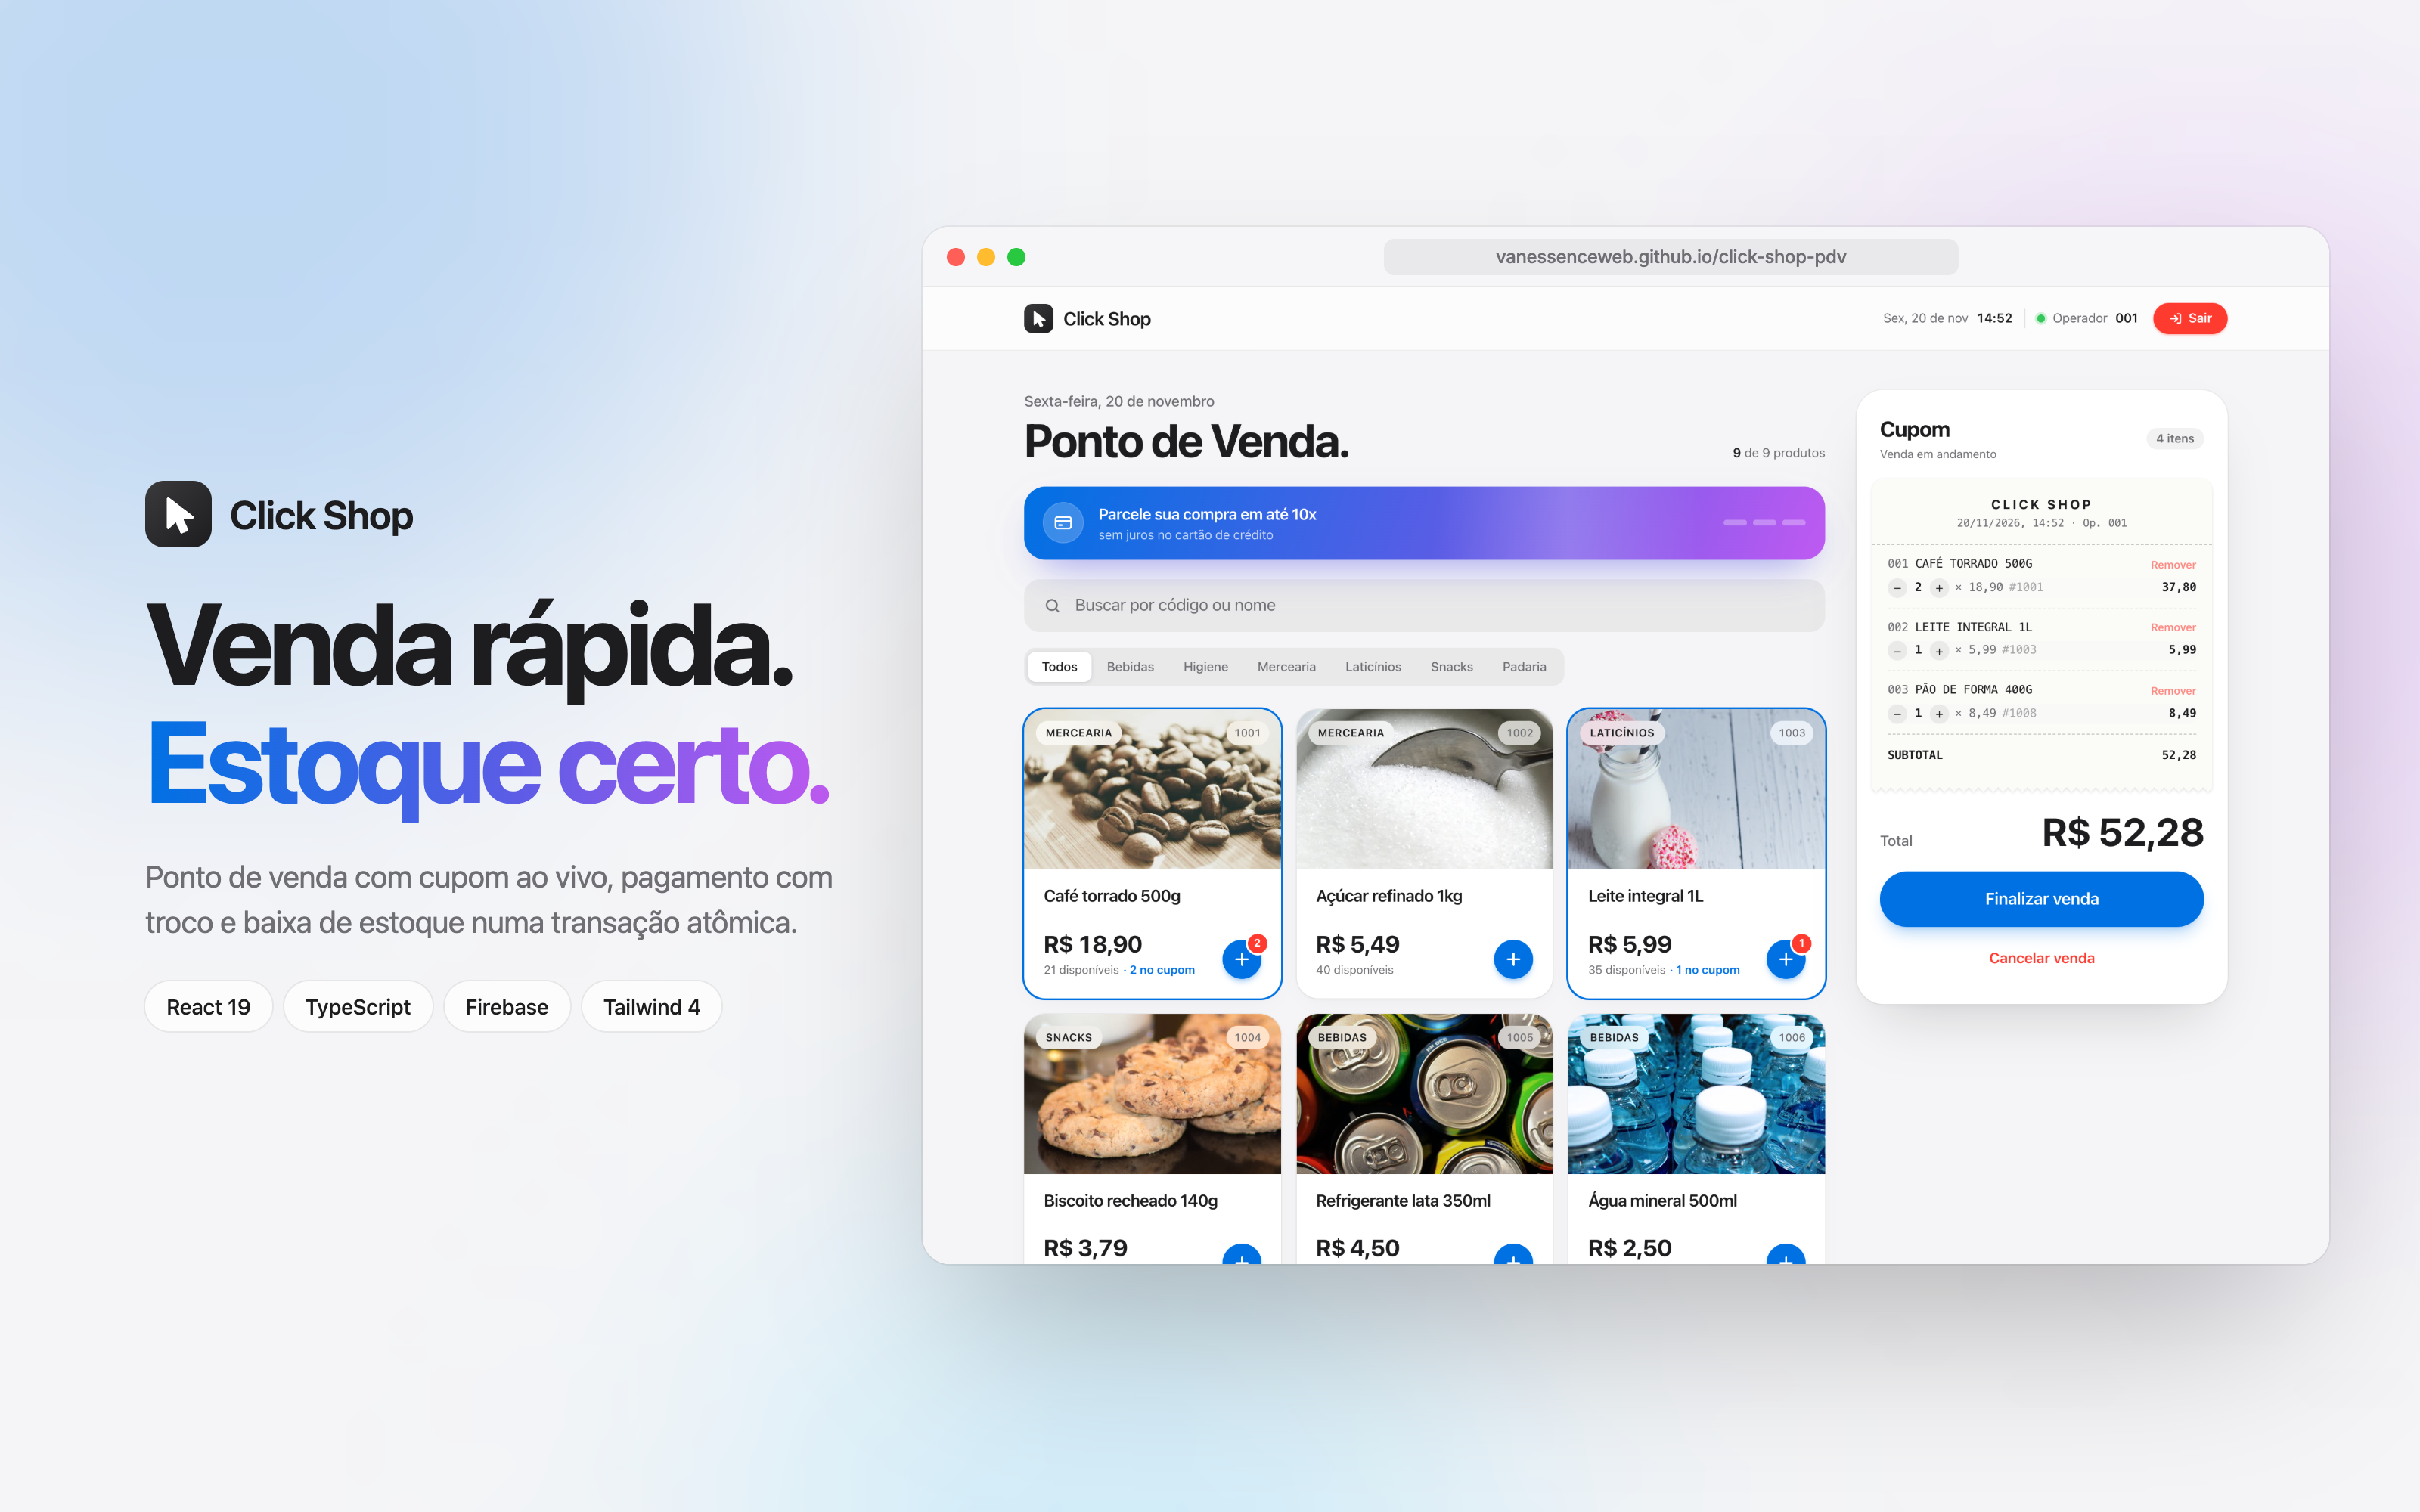 Click Shop
Venda rápida.
Estoque certo.
Ponto de venda com cupom ao vivo, pagamento com
troco e baixa de estoque numa transação atômica.
React 19
TypeScript
Firebase
Tailwind 4
vanessenceweb.github.io/click-shop-pdv
Click Shop
Sex, 20 de nov 14:52
Operador 001
Sair
Sexta-feira, 20 de novembro
Ponto de Venda.
9 de 9 produtos
Parcele sua compra em até 10x
sem juros no cartão de crédito
Buscar por código ou nome
Todos
Bebidas
Higiene
Mercearia
Laticínios
Snacks
Padaria
MERCEARIA
1001
Café torrado 500g
R$ 18,90
2
21 disponíveis · 2 no cupom
MERCEARIA
1002
Açúcar refinado 1kg
R$ 5,49
40 disponíveis
LATICÍNIOS
1003
Leite integral 1L
R$ 5,99
1
35 disponíveis · 1 no cupom
SNACKS
1004
Biscoito recheado 140g
R$ 3,79
BEBIDAS
1005
Refrigerante lata 350ml
R$ 4,50
BEBIDAS
1006
Água mineral 500ml
R$ 2,50
Cupom
4 itens
Venda em andamento
CLICK SHOP
20/11/2026, 14:52 · Op. 001
001 CAFÉ TORRADO 500G Remover
− 2 + × 18,90 #1001 37,80
002 LEITE INTEGRAL 1L Remover
− 1 + × 5,99 #1003 5,99
003 PÃO DE FORMA 400G Remover
− 1 + × 8,49 #1008 8,49
SUBTOTAL 52,28
Total R$ 52,28
Finalizar venda
Cancelar venda